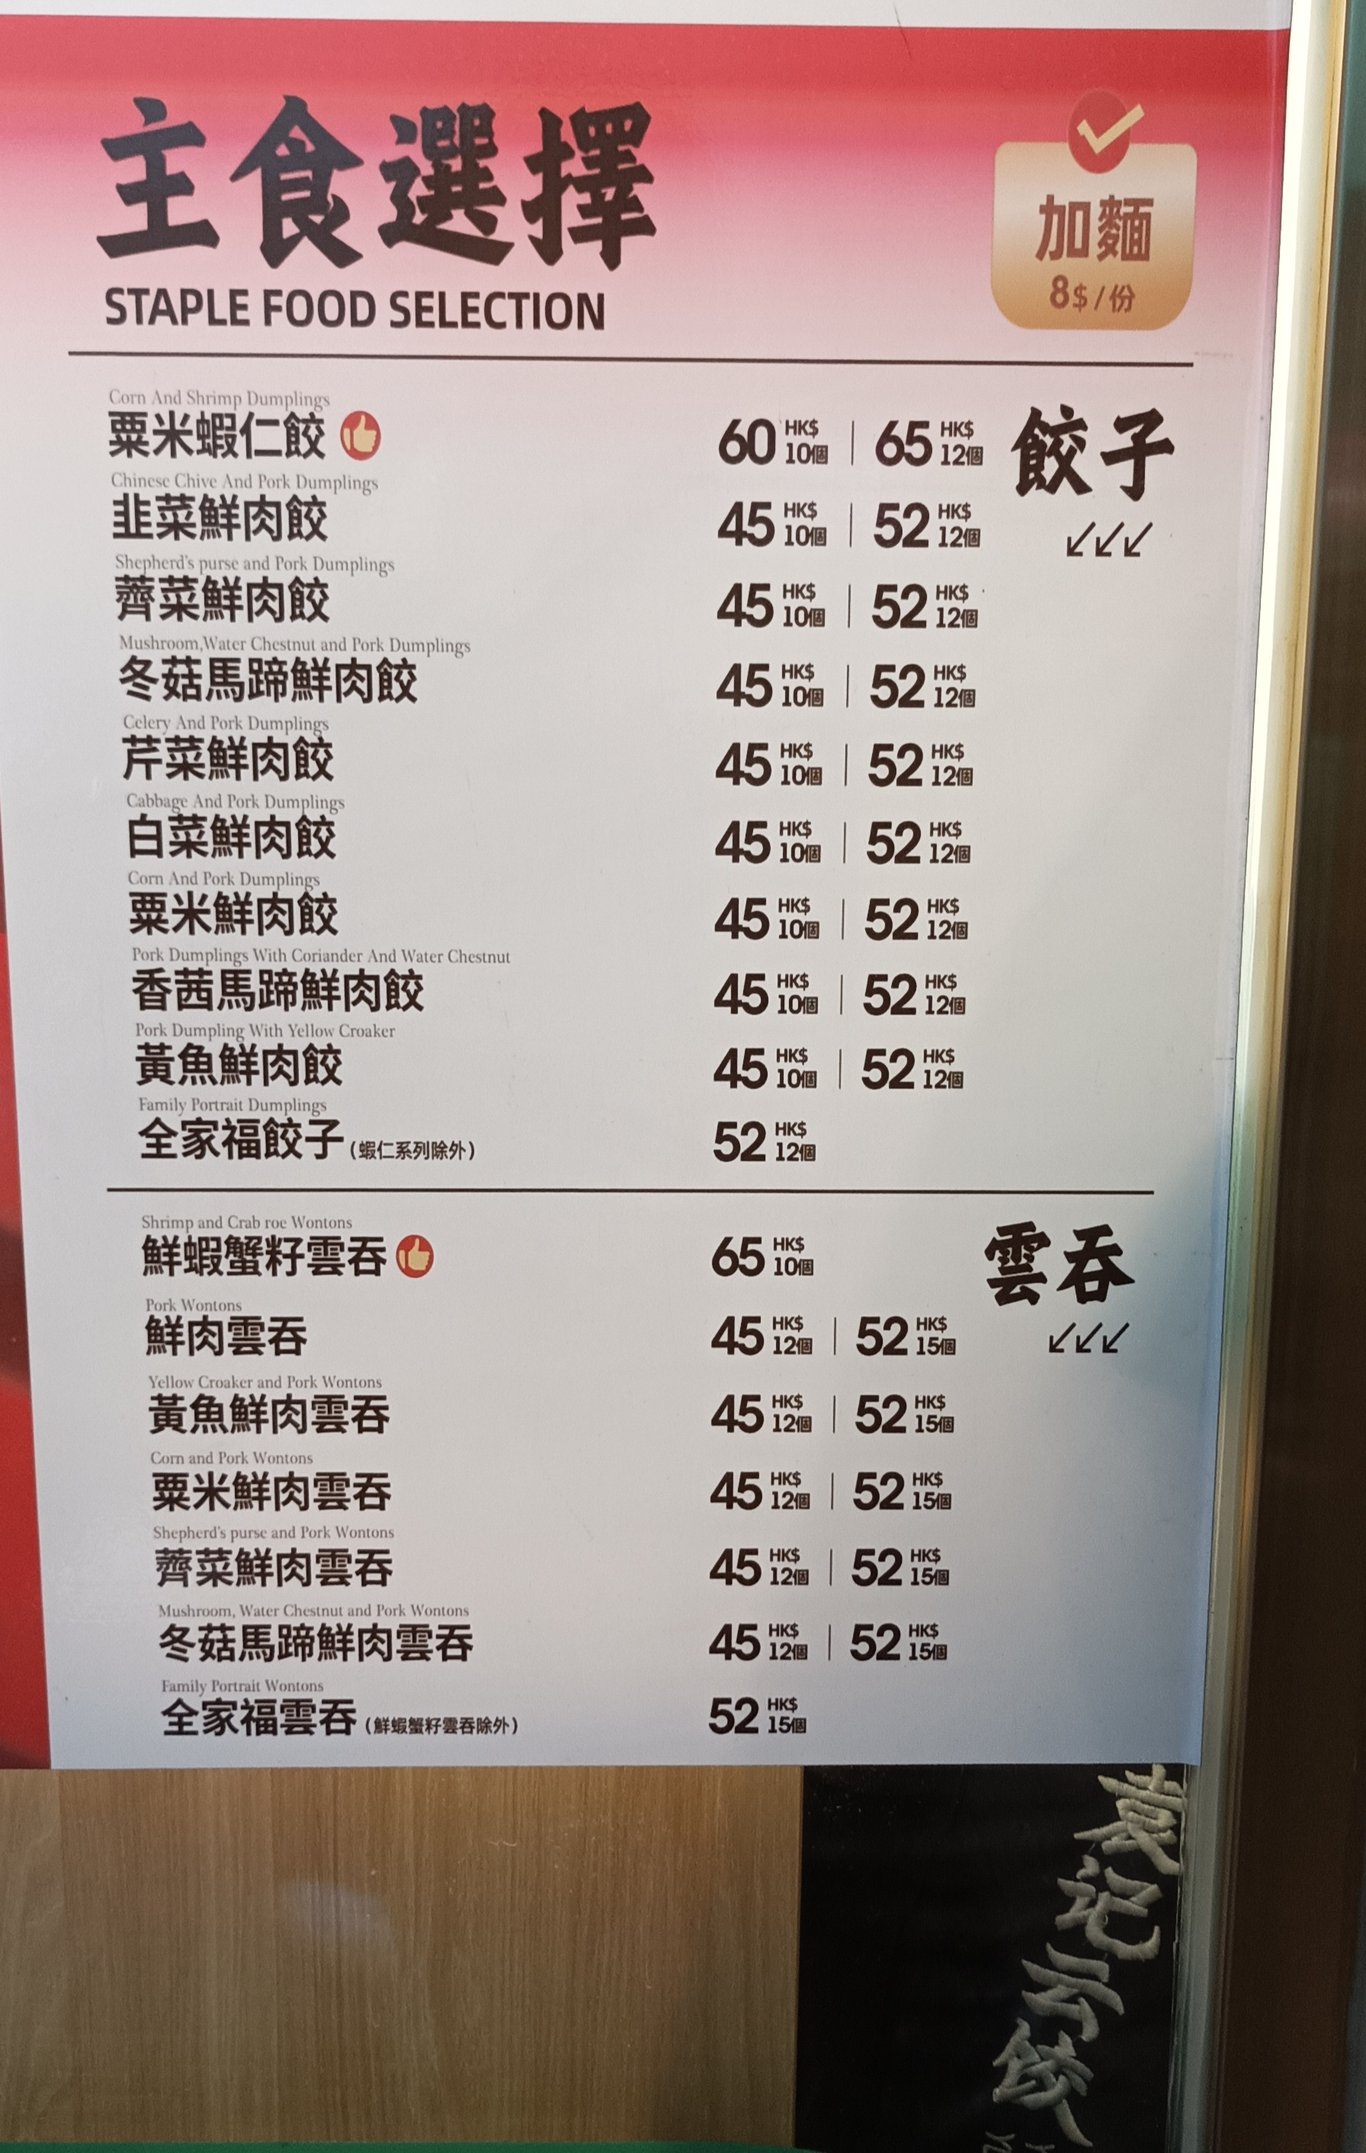 主食選擇
STAPLE FOOD SELECTION
加麵
8$/份
餃子
↙↙↙
Corn And Shrimp Dumplings
粟米蝦仁餃 60 HK$ 10個 | 65 HK$ 12個
Chinese Chive And Pork Dumplings
韭菜鮮肉餃 45 HK$ 10個 | 52 HK$ 12個
Shepherd's purse and Pork Dumplings
薺菜鮮肉餃 45 HK$ 10個 | 52 HK$ 12個
Mushroom,Water Chestnut and Pork Dumplings
冬菇馬蹄鮮肉餃 45 HK$ 10個 | 52 HK$ 12個
Celery And Pork Dumplings
芹菜鮮肉餃 45 HK$ 10個 | 52 HK$ 12個
Cabbage And Pork Dumplings
白菜鮮肉餃 45 HK$ 10個 | 52 HK$ 12個
Corn And Pork Dumplings
粟米鮮肉餃 45 HK$ 10個 | 52 HK$ 12個
Pork Dumplings With Coriander And Water Chestnut
香茜馬蹄鮮肉餃 45 HK$ 10個 | 52 HK$ 12個
Pork Dumpling With Yellow Croaker
黃魚鮮肉餃 45 HK$ 10個 | 52 HK$ 12個
Family Portrait Dumplings
全家福餃子(蝦仁系列除外) 52 HK$ 12個
雲吞
↙↙↙
Shrimp and Crab roe Wontons
鮮蝦蟹籽雲吞 65 HK$ 10個
Pork Wontons
鮮肉雲吞 45 HK$ 12個 | 52 HK$ 15個
Yellow Croaker and Pork Wontons
黃魚鮮肉雲吞 45 HK$ 12個 | 52 HK$ 15個
Corn and Pork Wontons
粟米鮮肉雲吞 45 HK$ 12個 | 52 HK$ 15個
Shepherd's purse and Pork Wontons
薺菜鮮肉雲吞 45 HK$ 12個 | 52 HK$ 15個
Mushroom, Water Chestnut and Pork Wontons
冬菇馬蹄鮮肉雲吞 45 HK$ 12個 | 52 HK$ 15個
Family Portrait Wontons
全家福雲吞(鮮蝦蟹籽雲吞除外) 52 HK$ 15個
袁记云饺